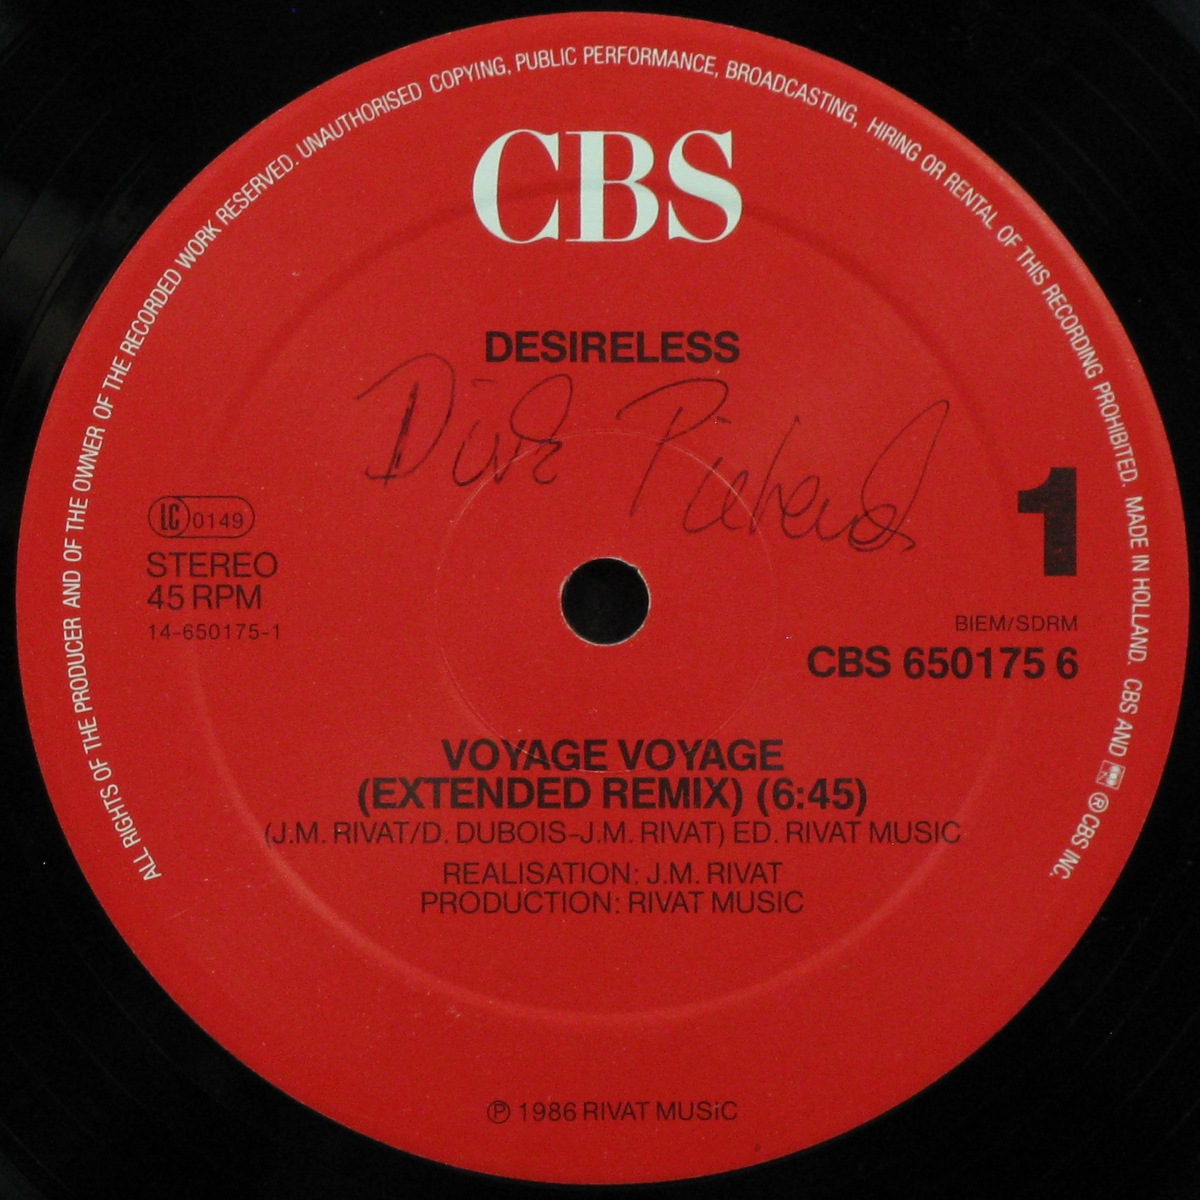 ALL RIGHTS OF THE PRODUCER AND OF THE OWNER OF THE RECORDED WORK RESERVED. UNAUTHORISED COPYING, PUBLIC PERFORMANCE, BROADCASTING, HIRING OR RENTAL OF THIS RECORDING PROHIBITED. MADE IN HOLLAND. CBS AND ® CBS INC.
CBS
DESIRELESS
1
LC 0149
STEREO
45 RPM
14-650175-1
BIEM/SDRM
CBS 650175 6
VOYAGE VOYAGE
(EXTENDED REMIX) (6:45)
(J.M. RIVAT/D. DUBOIS-J.M. RIVAT) ED. RIVAT MUSIC
REALISATION: J.M. RIVAT
PRODUCTION: RIVAT MUSIC
℗ 1986 RIVAT MUSiC